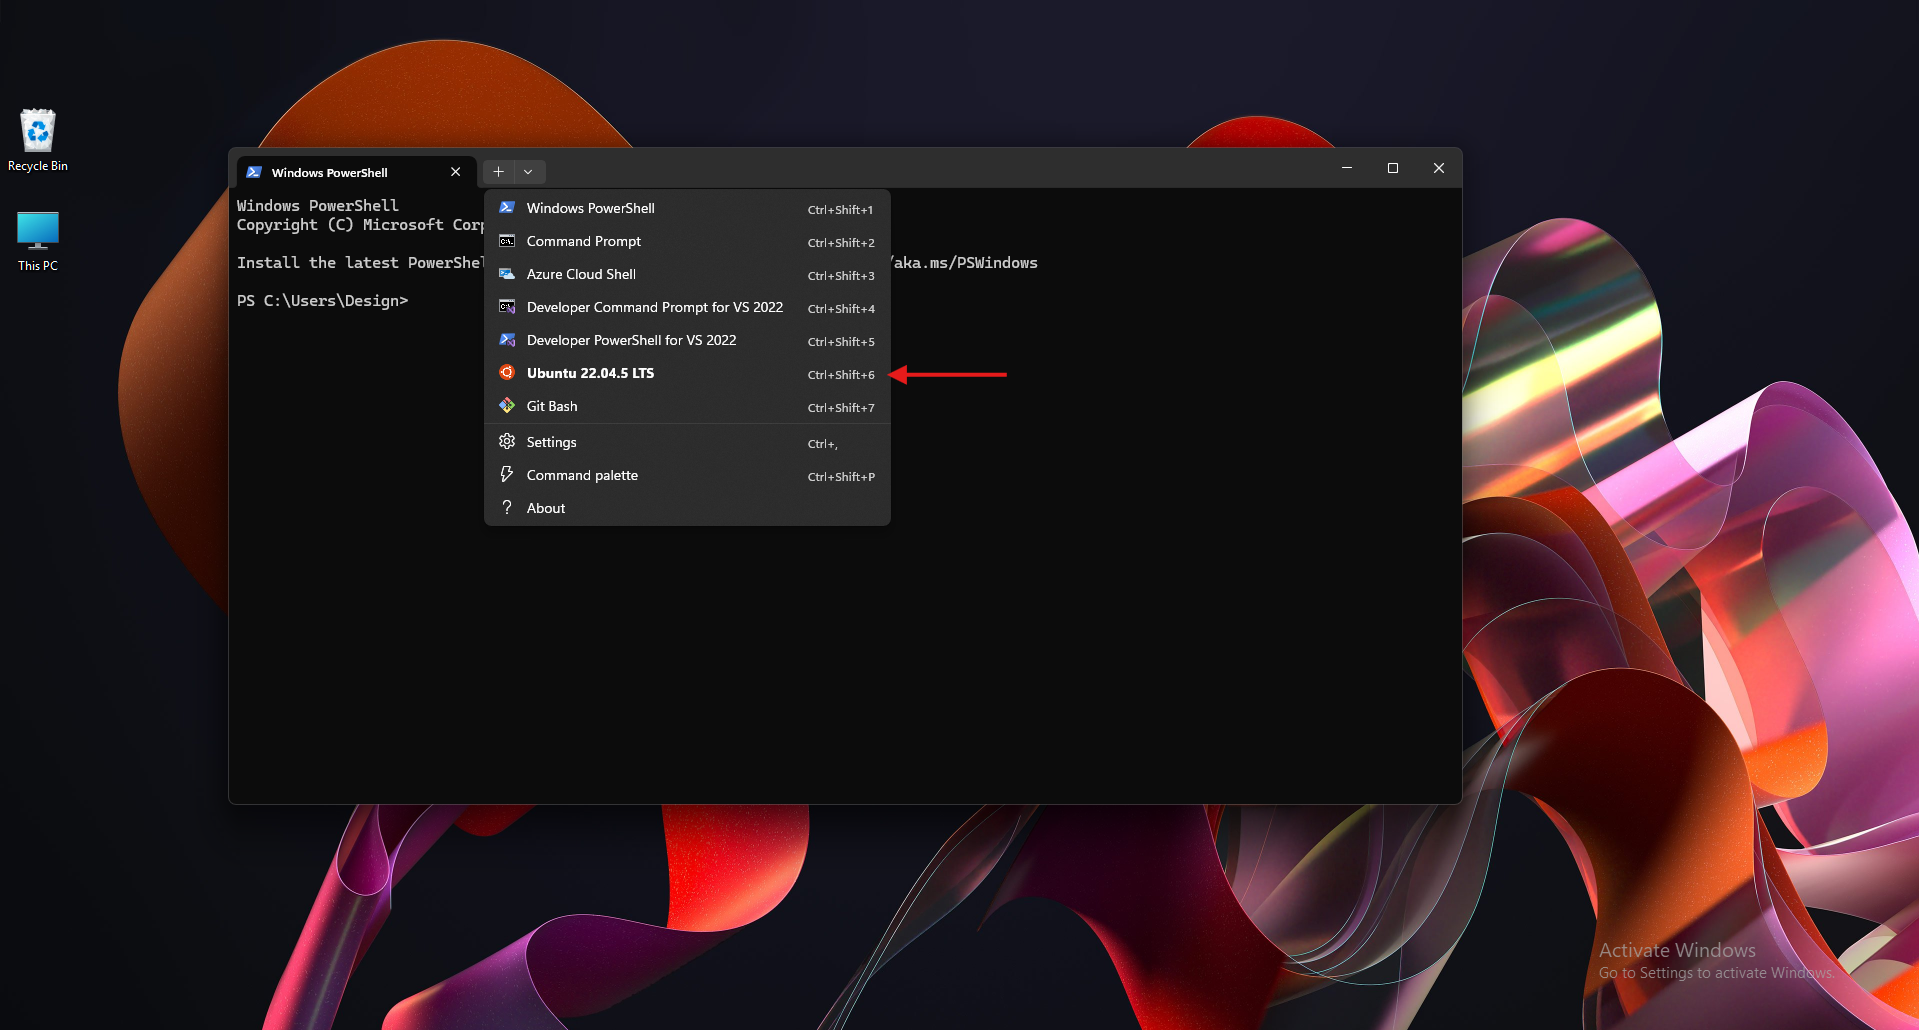 Recycle Bin
This PC
Windows PowerShell
Windows PowerShell
Copyright (C) Microsoft Corp
Install the latest PowerShel
/aka.ms/PSWindows
PS C:\Users\Design>
Windows PowerShell Ctrl+Shift+1
Command Prompt Ctrl+Shift+2
Azure Cloud Shell Ctrl+Shift+3
Developer Command Prompt for VS 2022 Ctrl+Shift+4
Developer PowerShell for VS 2022 Ctrl+Shift+5
Ubuntu 22.04.5 LTS Ctrl+Shift+6
Git Bash Ctrl+Shift+7
Settings Ctrl+,
Command palette Ctrl+Shift+P
About
Activate Windows
Go to Settings to activate Windows.